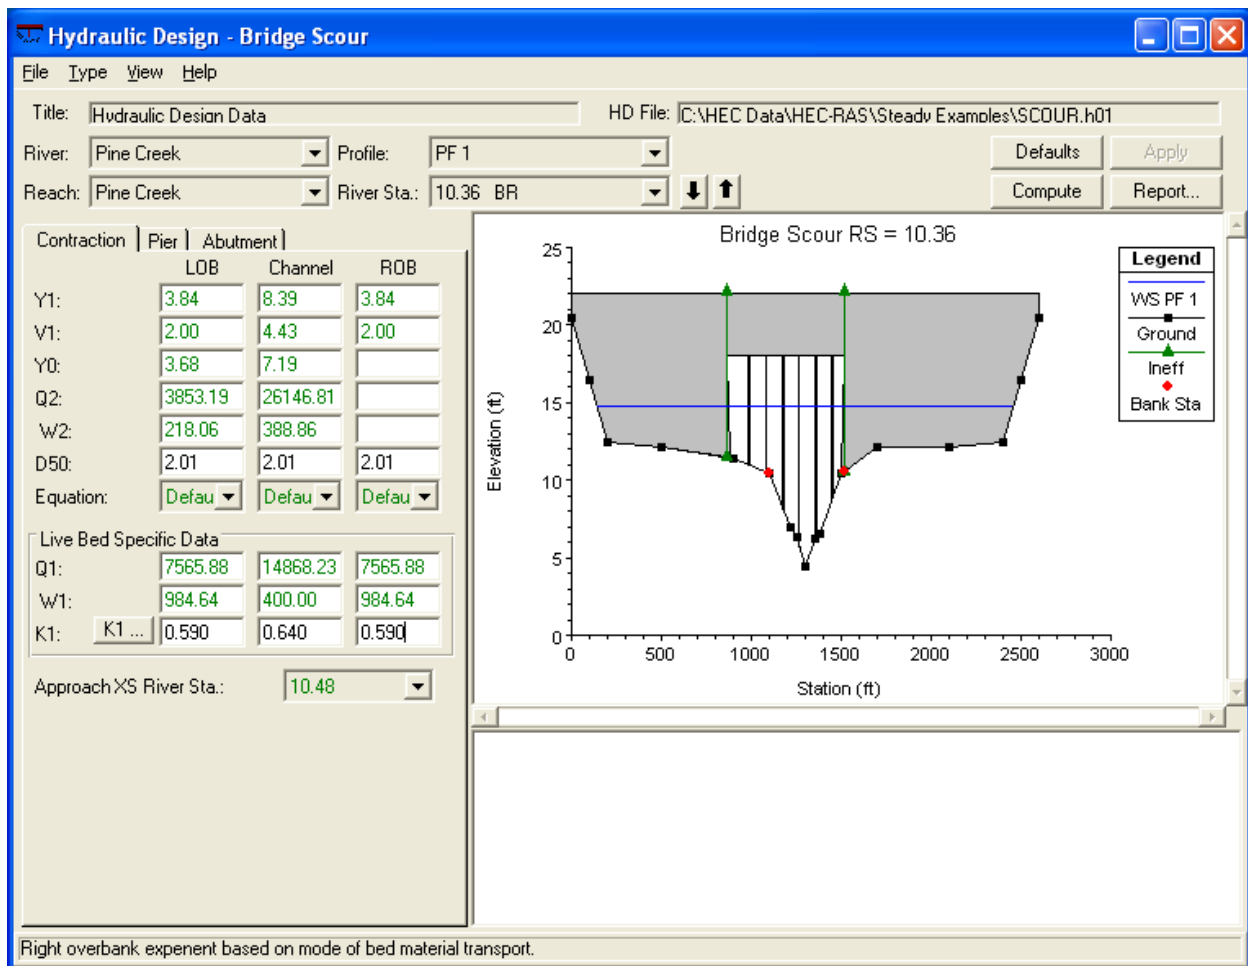 Hydraulic Design - Bridge Scour
File Type View Help
Title: Hydraulic Design Data HD File: C:\HEC Data\HEC-RAS\Steady Examples\SCOUR.h01
River: Pine Creek Profile: PF 1 Defaults Apply
Reach: Pine Creek River Sta.: 10.36 BR Compute Report...
Contraction Pier Abutment
LOB Channel ROB
Y1: 3.84 8.39 3.84
V1: 2.00 4.43 2.00
Y0: 3.68 7.19
Q2: 3853.19 26146.81
W2: 218.06 388.86
D50: 2.01 2.01 2.01
Equation: Defau Defau Defau
Live Bed Specific Data
Q1: 7565.88 14868.23 7565.88
W1: 984.64 400.00 984.64
K1: K1 ... 0.590 0.640 0.590
Approach XS River Sta.: 10.48
Bridge Scour RS = 10.36
Elevation (ft)
25
20
15
10
5
0
0 500 1000 1500 2000 2500 3000
Station (ft)
Legend
WS PF 1
Ground
Ineff
Bank Sta
Right overbank expenent based on mode of bed material transport.